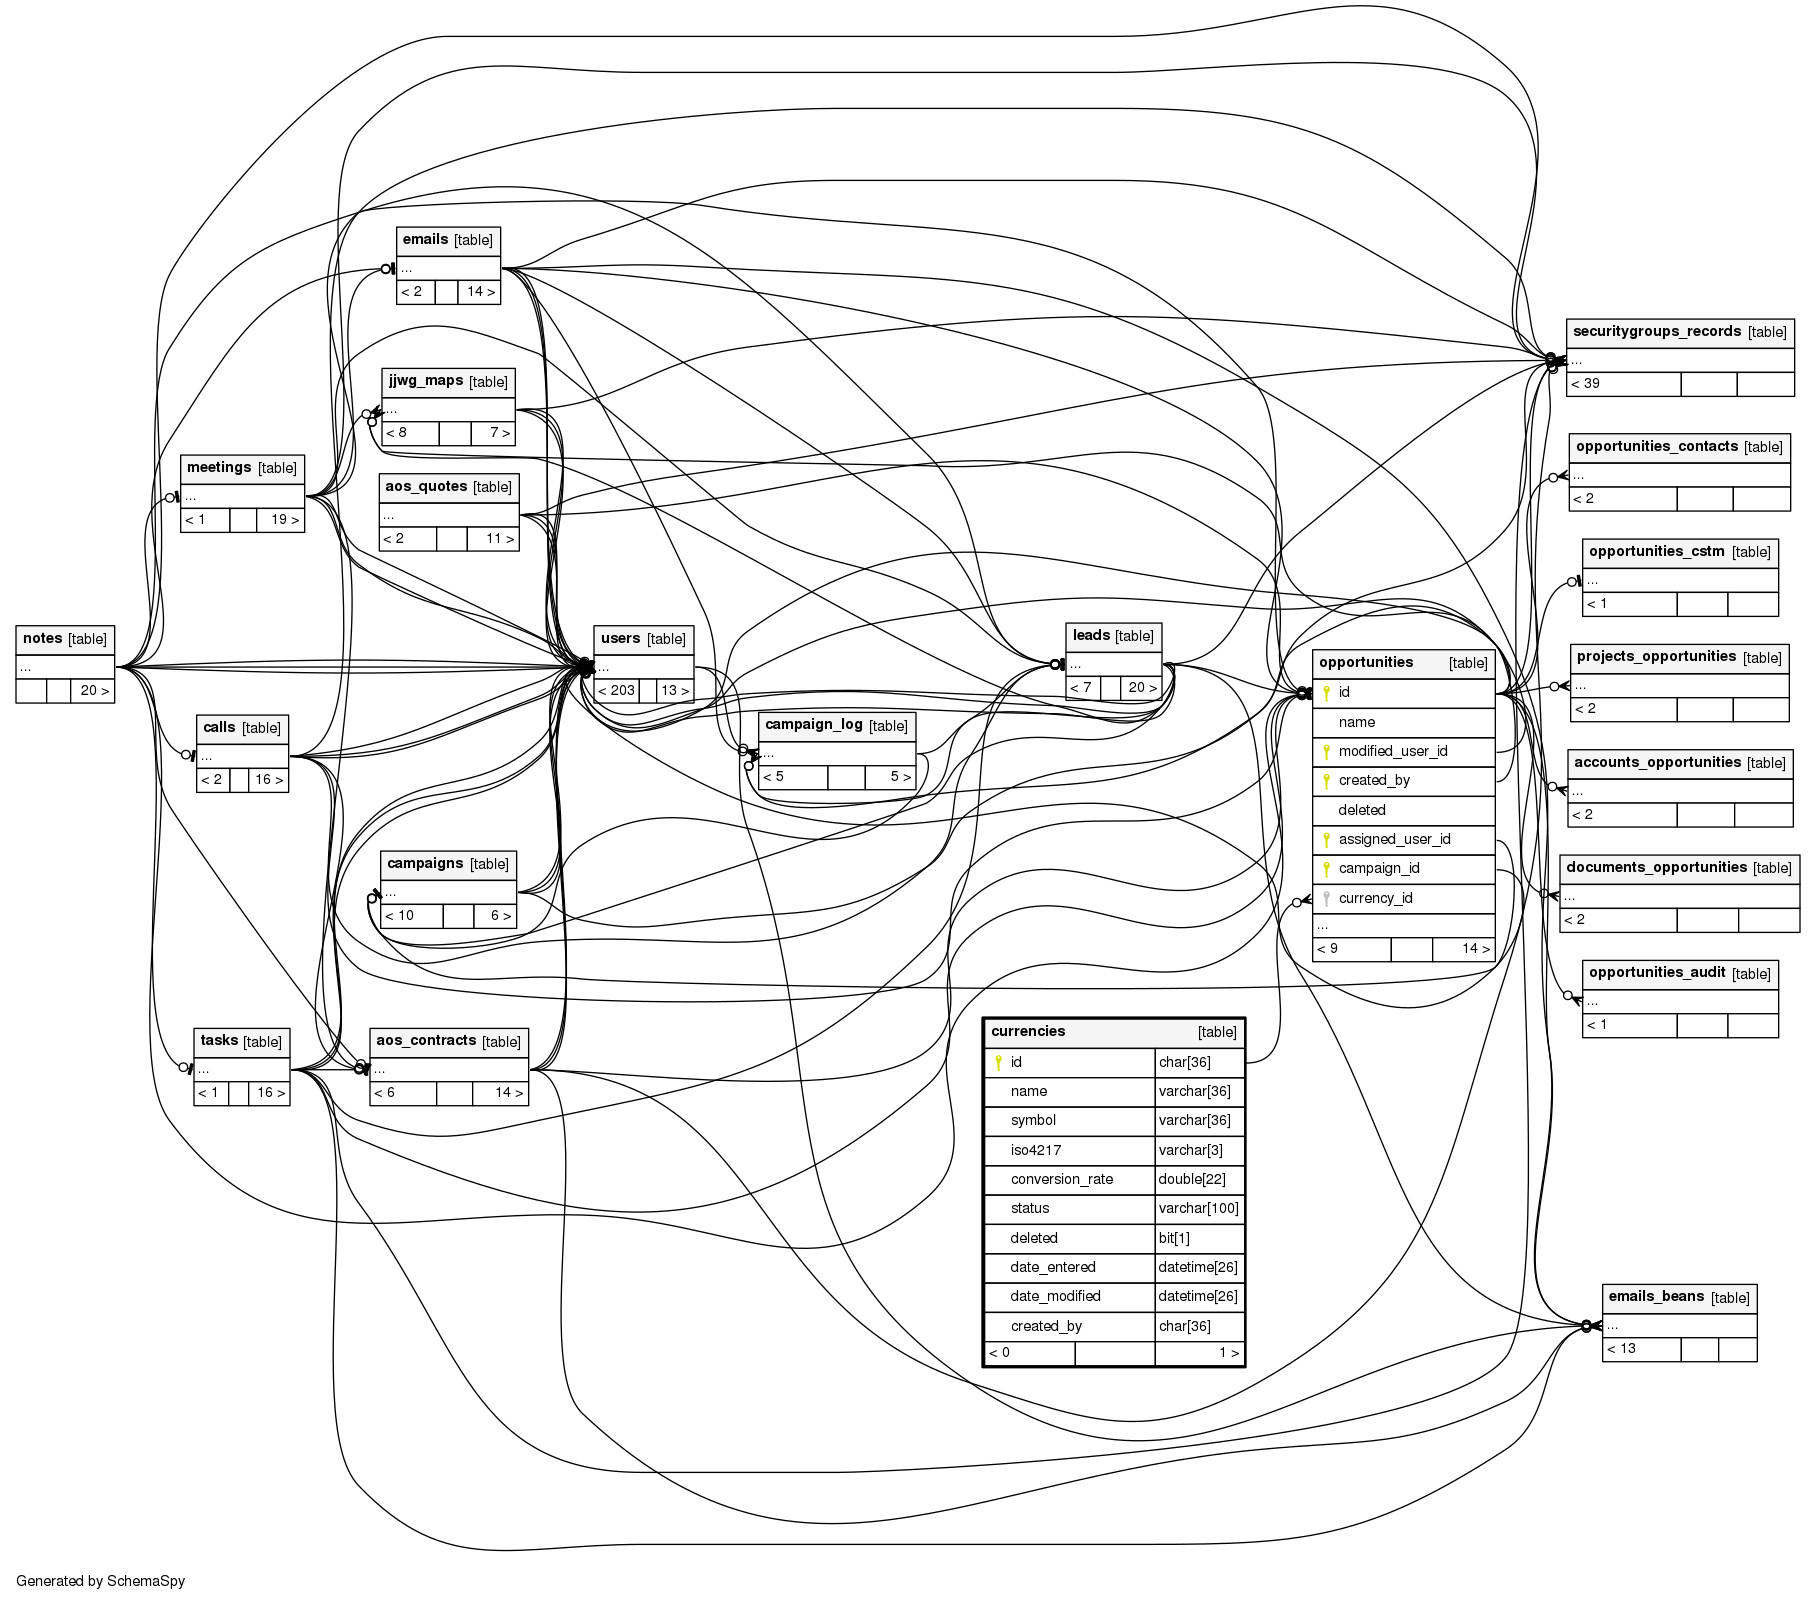 emails [table]
...
< 2 14 >
securitygroups_records [table]
...
< 39
jjwg_maps [table]
...
< 8 7 >
opportunities_contacts [table]
...
< 2
meetings [table]
...
< 1 19 >
aos_quotes [table]
...
< 2 11 >
opportunities_cstm [table]
...
< 1
notes [table]
...
20 >
users [table]
...
< 203 13 >
leads [table]
...
< 7 20 >
opportunities [table]
id
name
modified_user_id
created_by
deleted
assigned_user_id
campaign_id
currency_id
...
< 9 14 >
projects_opportunities [table]
...
< 2
calls [table]
...
< 2 16 >
campaign_log [table]
...
< 5 5 >
accounts_opportunities [table]
...
< 2
campaigns [table]
...
< 10 6 >
documents_opportunities [table]
...
< 2
opportunities_audit [table]
...
< 1
tasks [table]
...
< 1 16 >
aos_contracts [table]
...
< 6 14 >
currencies [table]
id char[36]
name varchar[36]
symbol varchar[36]
iso4217 varchar[3]
conversion_rate double[22]
status varchar[100]
deleted bit[1]
date_entered datetime[26]
date_modified datetime[26]
created_by char[36]
< 0 1 >
emails_beans [table]
...
< 13
Generated by SchemaSpy